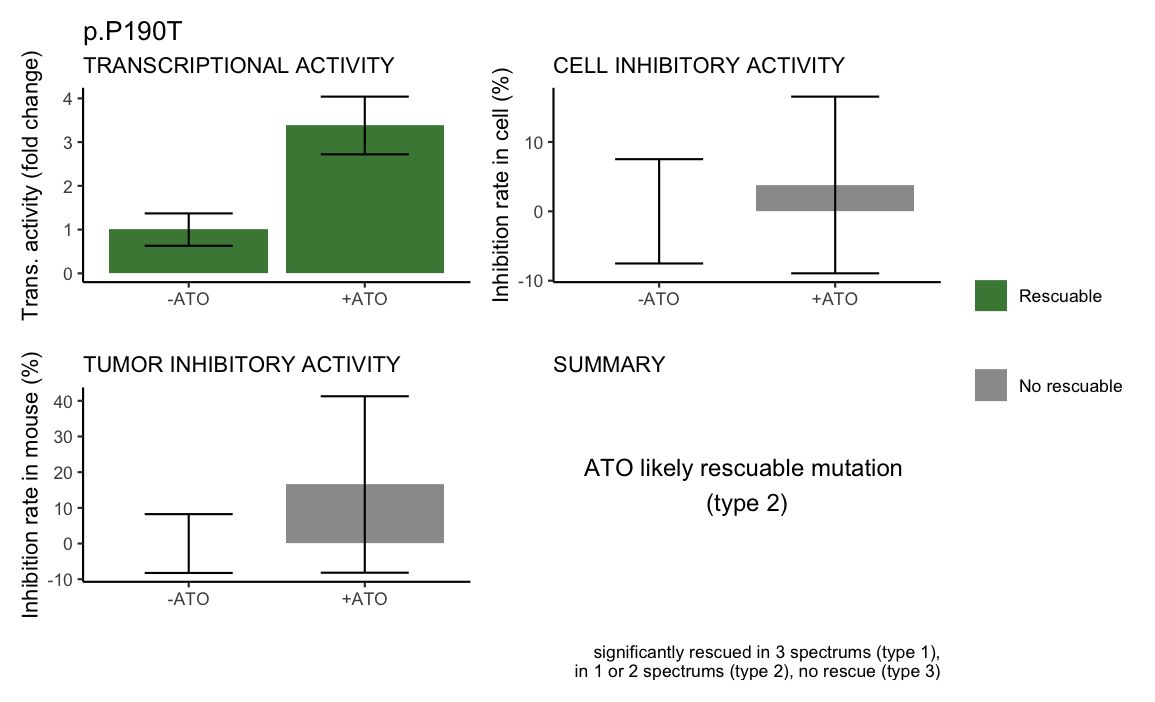 p.P190T
TRANSCRIPTIONAL ACTIVITY
Trans. activity (fold change)
4
3
2
1
0
-ATO
+ATO
CELL INHIBITORY ACTIVITY
Inhibition rate in cell (%)
10
0
-10
-ATO
+ATO
Rescuable
No rescuable
TUMOR INHIBITORY ACTIVITY
Inhibition rate in mouse (%)
40
30
20
10
0
-10
-ATO
+ATO
SUMMARY
ATO likely rescuable mutation
(type 2)
significantly rescued in 3 spectrums (type 1),
in 1 or 2 spectrums (type 2), no rescue (type 3)